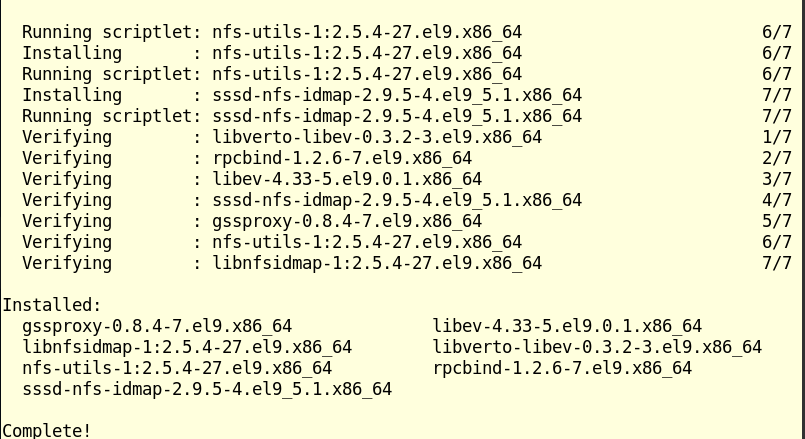 Running scriptlet: nfs-utils-1:2.5.4-27.el9.x86_64 6/7
Installing : nfs-utils-1:2.5.4-27.el9.x86_64 6/7
Running scriptlet: nfs-utils-1:2.5.4-27.el9.x86_64 6/7
Installing : sssd-nfs-idmap-2.9.5-4.el9_5.1.x86_64 7/7
Running scriptlet: sssd-nfs-idmap-2.9.5-4.el9_5.1.x86_64 7/7
Verifying : libverto-libev-0.3.2-3.el9.x86_64 1/7
Verifying : rpcbind-1.2.6-7.el9.x86_64 2/7
Verifying : libev-4.33-5.el9.0.1.x86_64 3/7
Verifying : sssd-nfs-idmap-2.9.5-4.el9_5.1.x86_64 4/7
Verifying : gssproxy-0.8.4-7.el9.x86_64 5/7
Verifying : nfs-utils-1:2.5.4-27.el9.x86_64 6/7
Verifying : libnfsidmap-1:2.5.4-27.el9.x86_64 7/7
Installed:
gssproxy-0.8.4-7.el9.x86_64 libev-4.33-5.el9.0.1.x86_64
libnfsidmap-1:2.5.4-27.el9.x86_64 libverto-libev-0.3.2-3.el9.x86_64
nfs-utils-1:2.5.4-27.el9.x86_64 rpcbind-1.2.6-7.el9.x86_64
sssd-nfs-idmap-2.9.5-4.el9_5.1.x86_64
Complete!